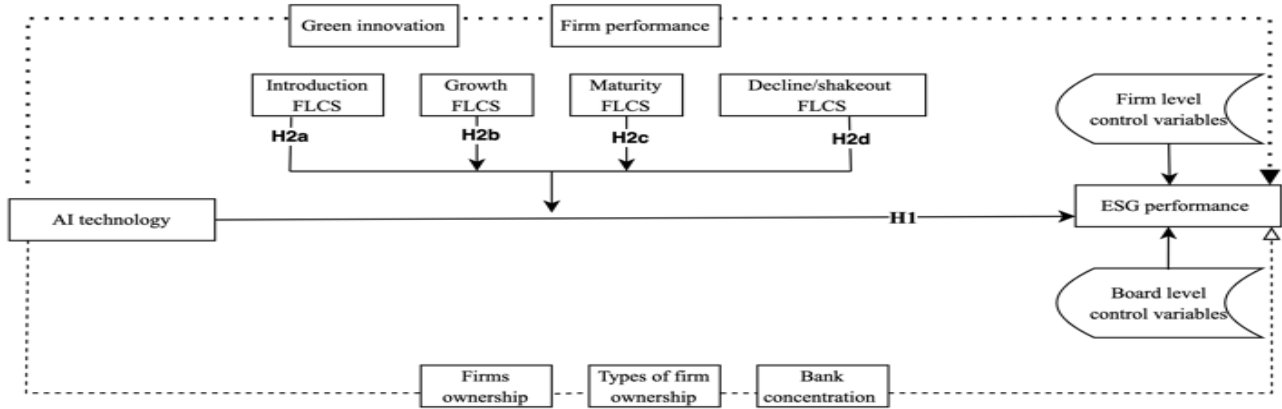 Green innovation
Firm performance
Introduction
FLCS
Growth
FLCS
Maturity
FLCS
Decline/shakeout
FLCS
Firm level
control variables
H2a
H2b
H2c
H2d
AI technology
H1
ESG performance
Board level
control variables
Firms
ownership
Types of firm
ownership
Bank
concentration